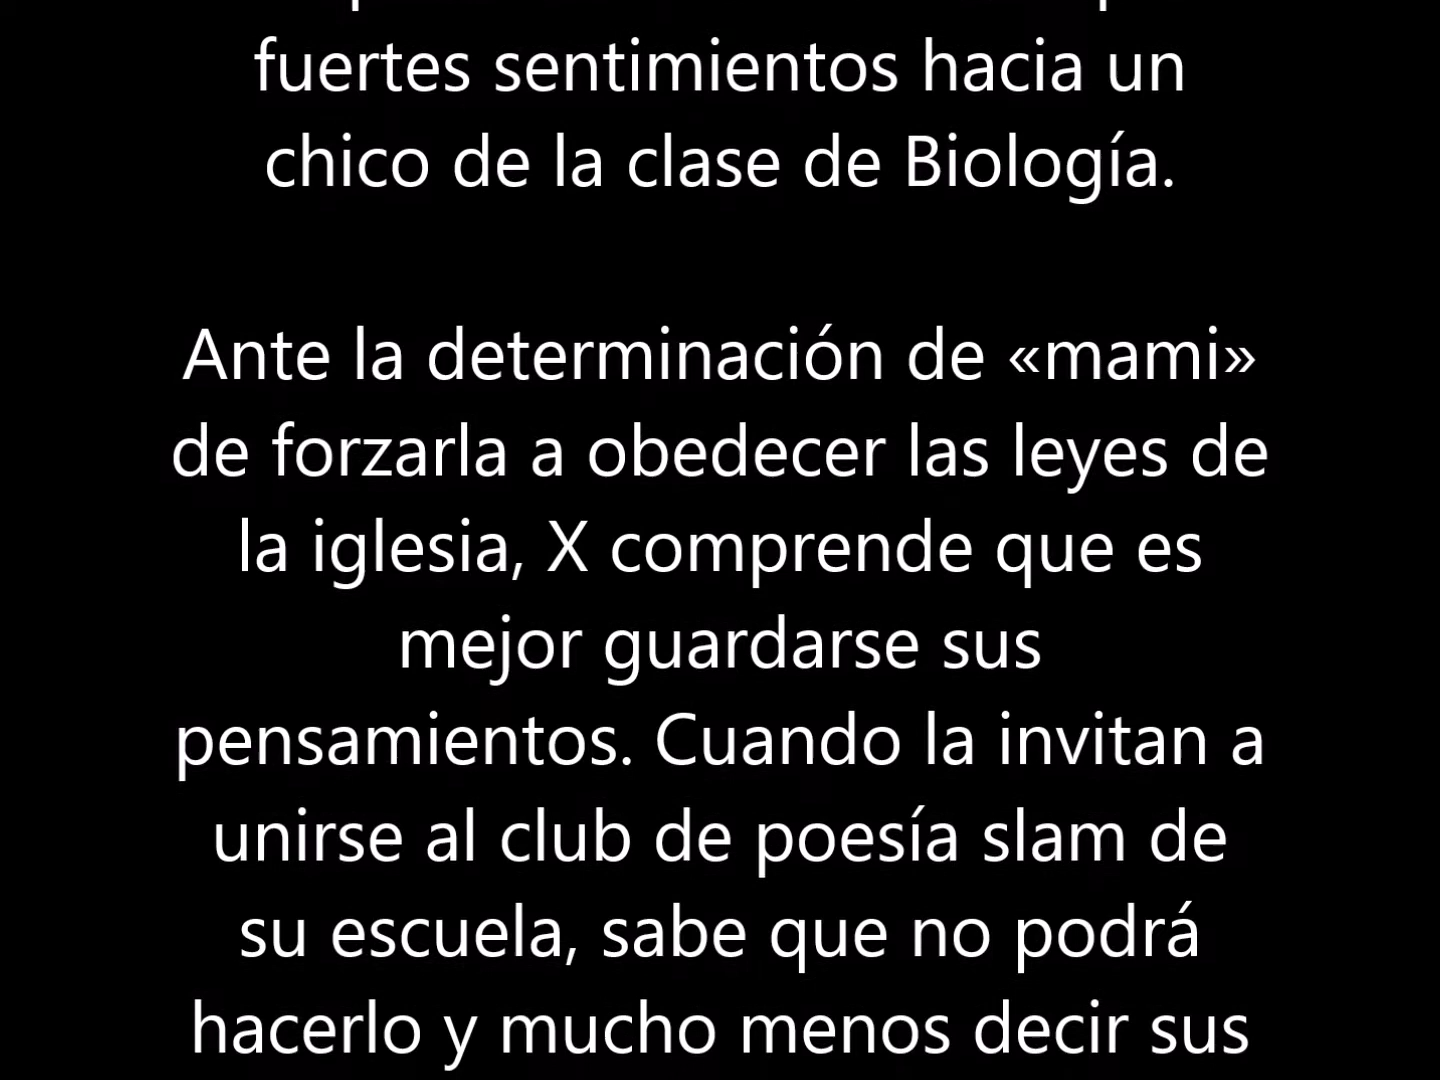 fuertes sentimientos hacia un
chico de la clase de Biología.
Ante la determinación de «mami»
de forzarla a obedecer las leyes de
la iglesia, X comprende que es
mejor guardarse sus
pensamientos. Cuando la invitan a
unirse al club de poesía slam de
su escuela, sabe que no podrá
hacerlo y mucho menos decir sus